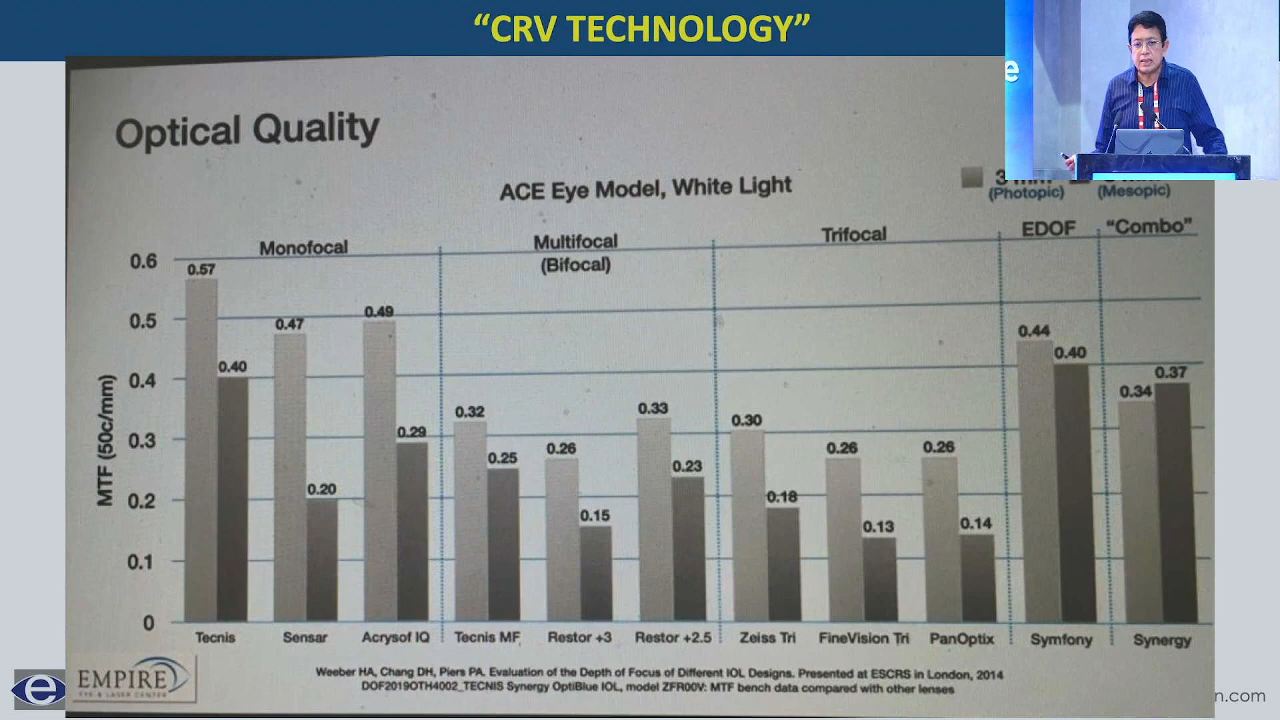 “CRV TECHNOLOGY”
e
Optical Quality
ACE Eye Model, White Light
(Photopic)
(Mesopic)
Monofocal
Multifocal
(Bifocal)
Trifocal
EDOF
“Combo”
MTF (50c/mm)
0.6
0.5
0.4
0.3
0.2
0.1
0
0.57 0.40
0.47 0.20
0.49 0.29
0.32 0.25
0.26 0.15
0.33 0.23
0.30 0.18
0.26 0.13
0.26 0.14
0.44 0.40
0.34 0.37
Tecnis Sensar Acrysof IQ Tecnis MF Restor +3 Restor +2.5 Zeiss Tri FineVision Tri PanOptix Symfony Synergy
Weeber HA, Chang DH, Piers PA. Evaluation of the Depth of Focus of Different IOL Designs. Presented at ESCRS in London, 2014
DOF2019OTH4002_TECNIS Synergy OptiBlue IOL, model ZFR00V: MTF bench data compared with other lenses
e
EMPIRE
EYE & LASER CENTER
n.com